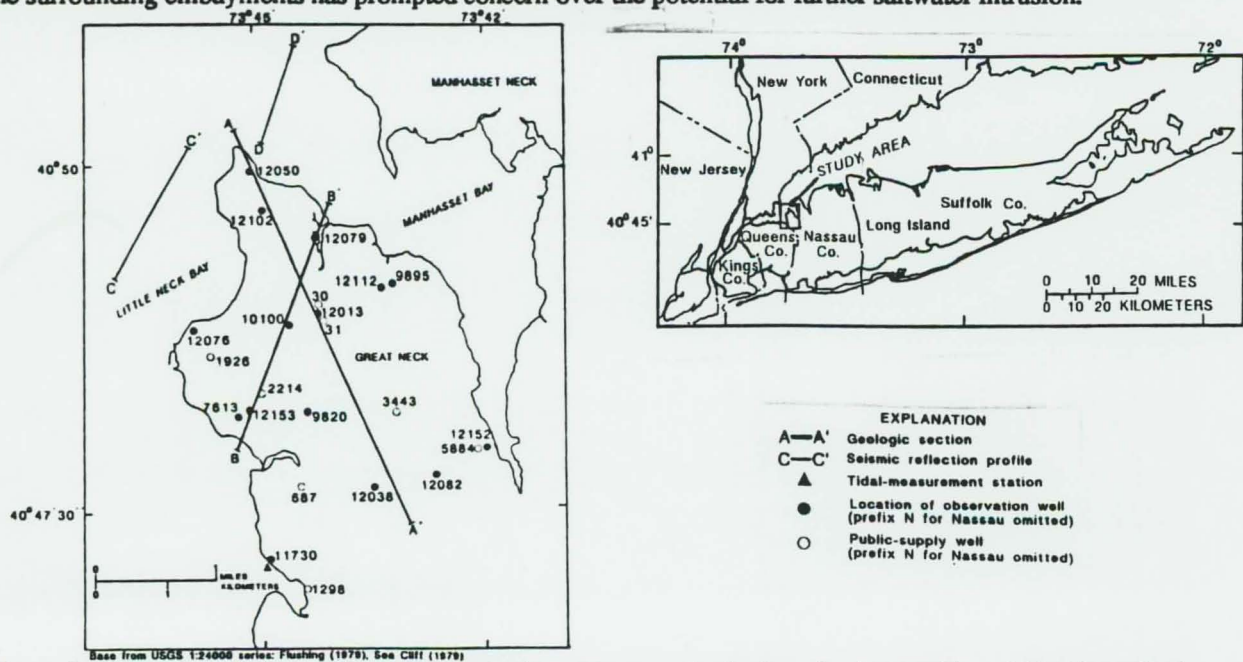 the surrounding embayments has prompted concern over the potential for further saltwater intrusion.
73°45
73°42
D'
MANHASSET NECK
A
C'
D
40°50
12050
B'
MANHASSET BAY
12102
12079
C
LITTLE NECK BAY
12112
9895
30
12013
10100
31
12076
1926
GREAT NECK
2214
3443
7613
12153
9820
12152
5884
B
12082
687
12038
40°47'30
A'
11730
0
MILES
KILOMETERS
0
1
1298
Base from USGS 1:24000 series: Flushing (1979), Sea Cliff (1979)
74°
73°
72°
New York
Connecticut
41°
New Jersey
STUDY AREA
Suffolk Co.
40°45'
Long Island
Queens Co.
Nassau Co.
Kings Co.
0 10 20 MILES
0 10 20 KILOMETERS
EXPLANATION
A—A' Geologic section
C—C' Seismic reflection profile
Tidal-measurement station
Location of observation well
(prefix N for Nassau omitted)
Public-supply well
(prefix N for Nassau omitted)